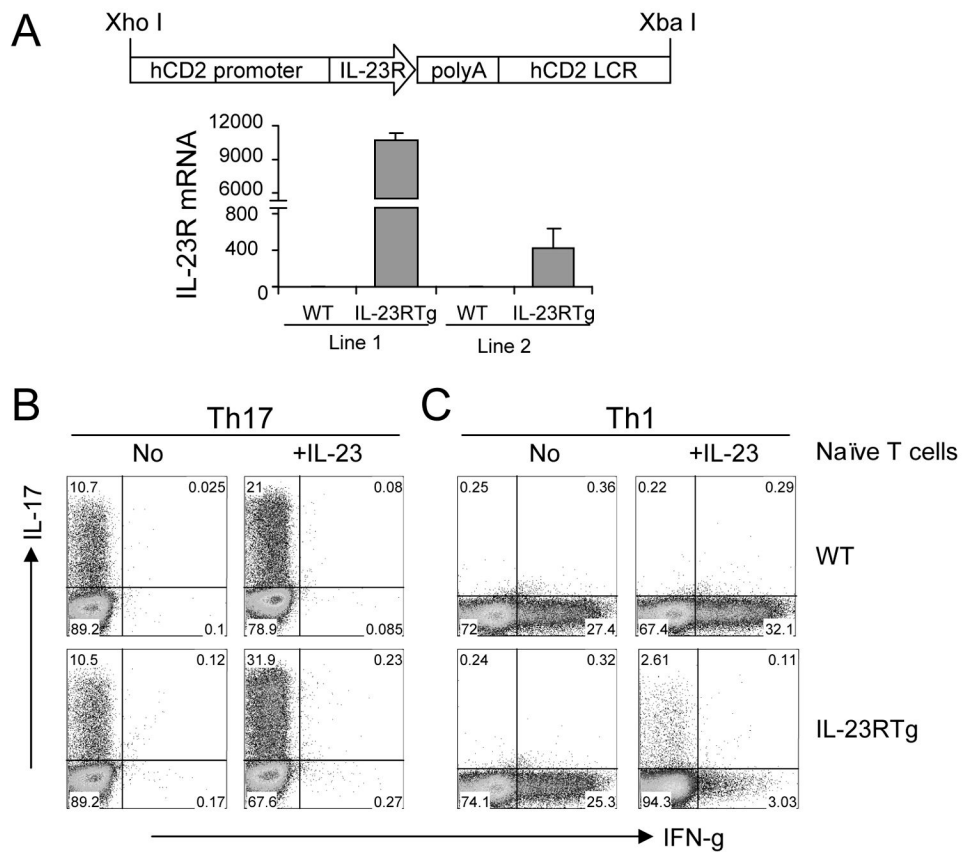 A
Xho I
Xba I
hCD2 promoter
IL-23R
polyA
hCD2 LCR
IL-23R mRNA
12000
9000
6000
800
400
0
WT
IL-23RTg
WT
IL-23RTg
Line 1
Line 2
B
Th17
C
Th1
No
+IL-23
No
+IL-23
Naïve T cells
IL-17
10.7
0.025
89.2
0.1
21
0.08
78.9
0.085
0.25
0.36
72
27.4
0.22
0.29
67.4
32.1
WT
10.5
0.12
89.2
0.17
31.9
0.23
67.6
0.27
0.24
0.32
74.1
25.3
2.61
0.11
94.3
3.03
IL-23RTg
IFN-g